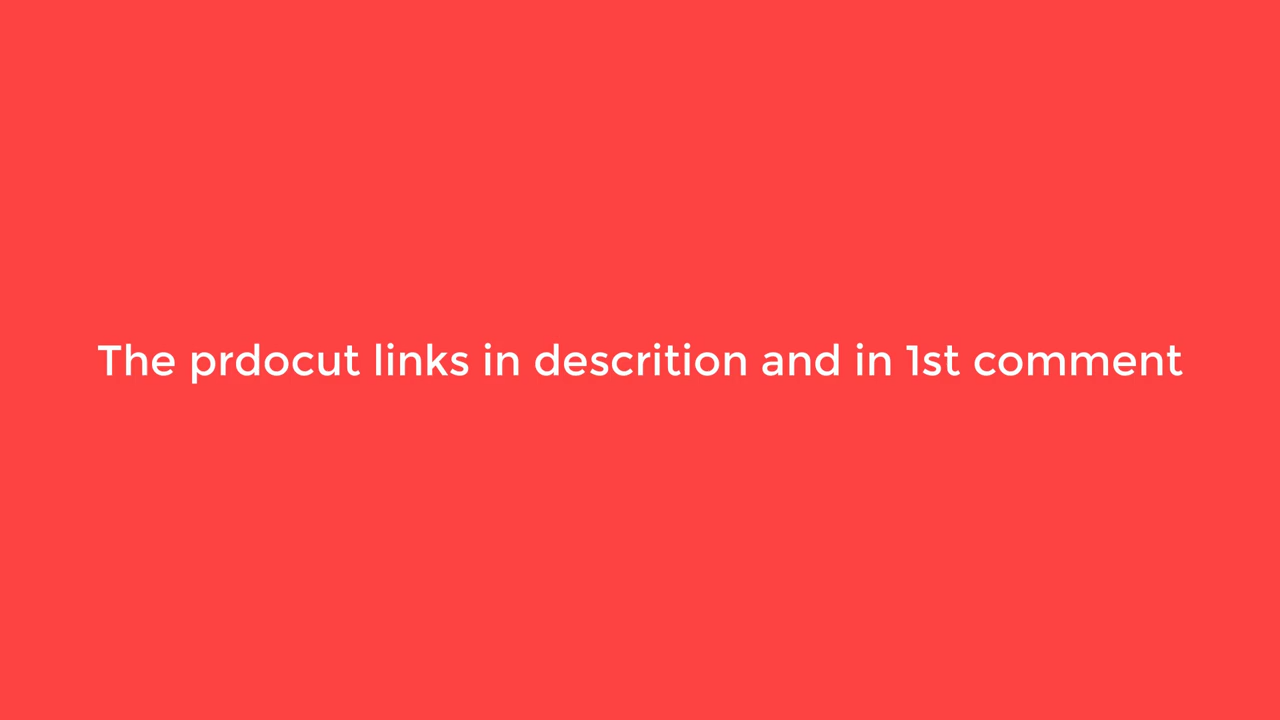 The prdocut links in descrition and in 1st comment